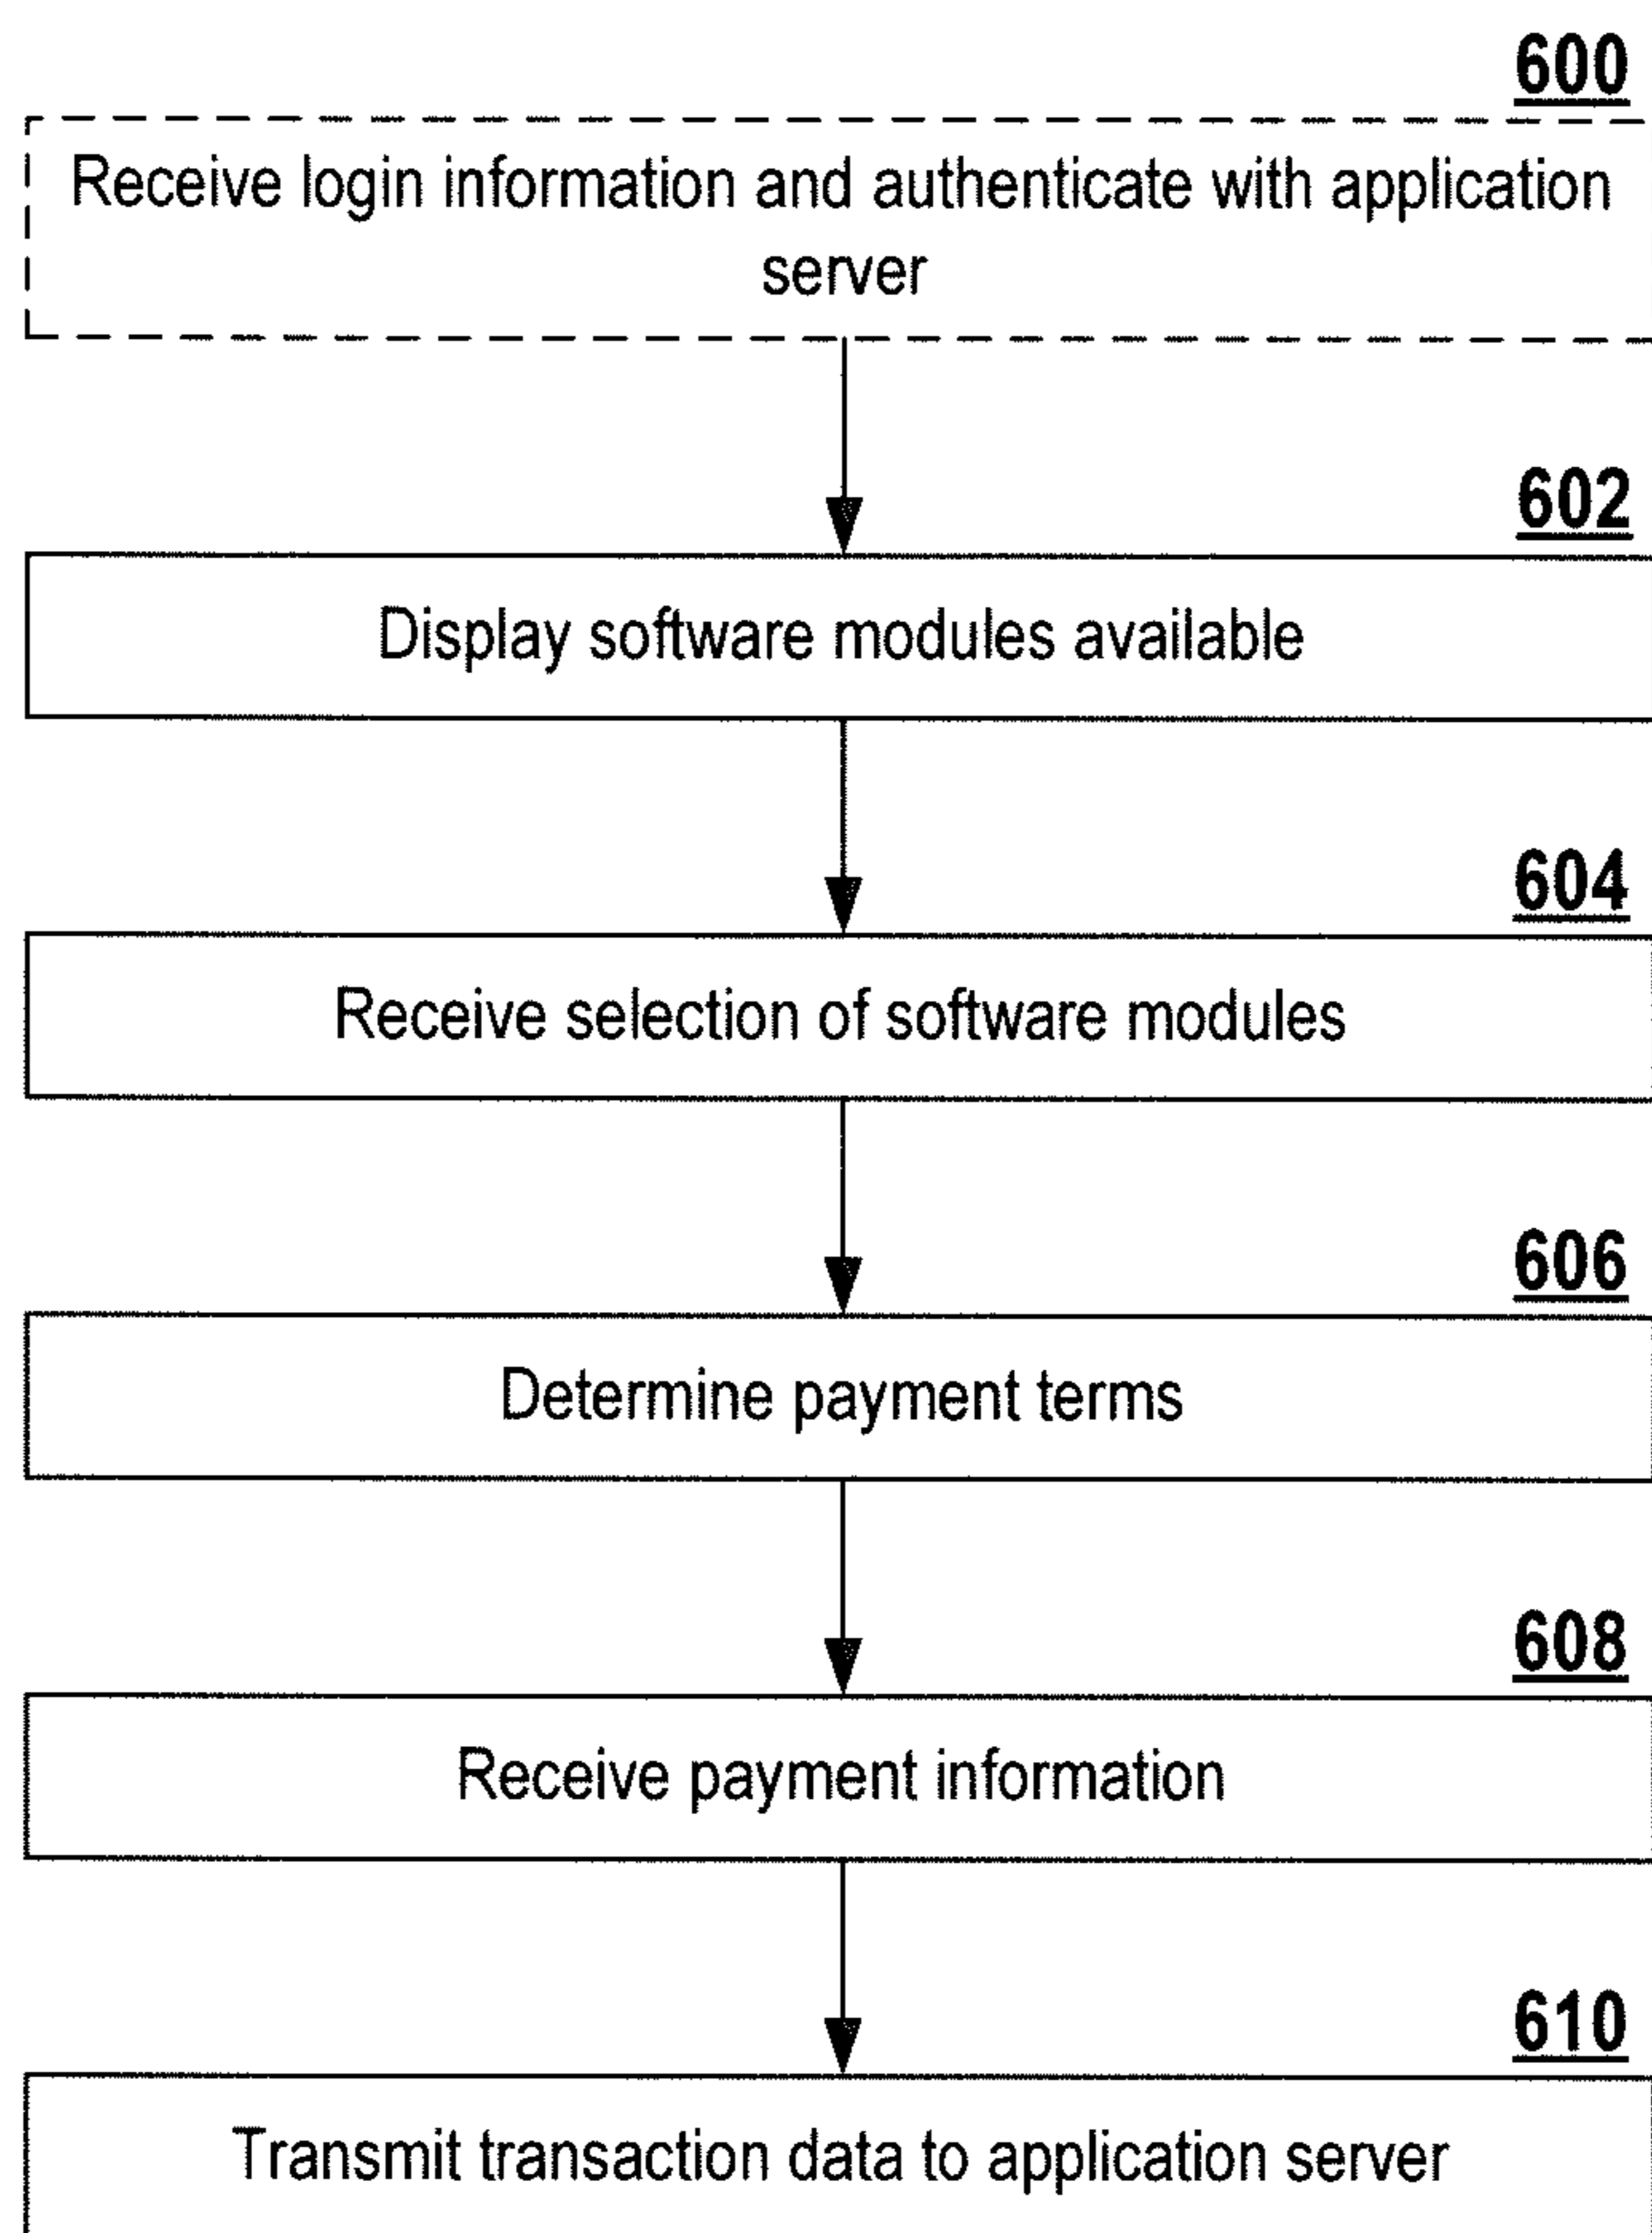 600
Receive login information and authenticate with application
server
602
Display software modules available
604
Receive selection of software modules
606
Determine payment terms
608
Receive payment information
610
Transmit transaction data to application server